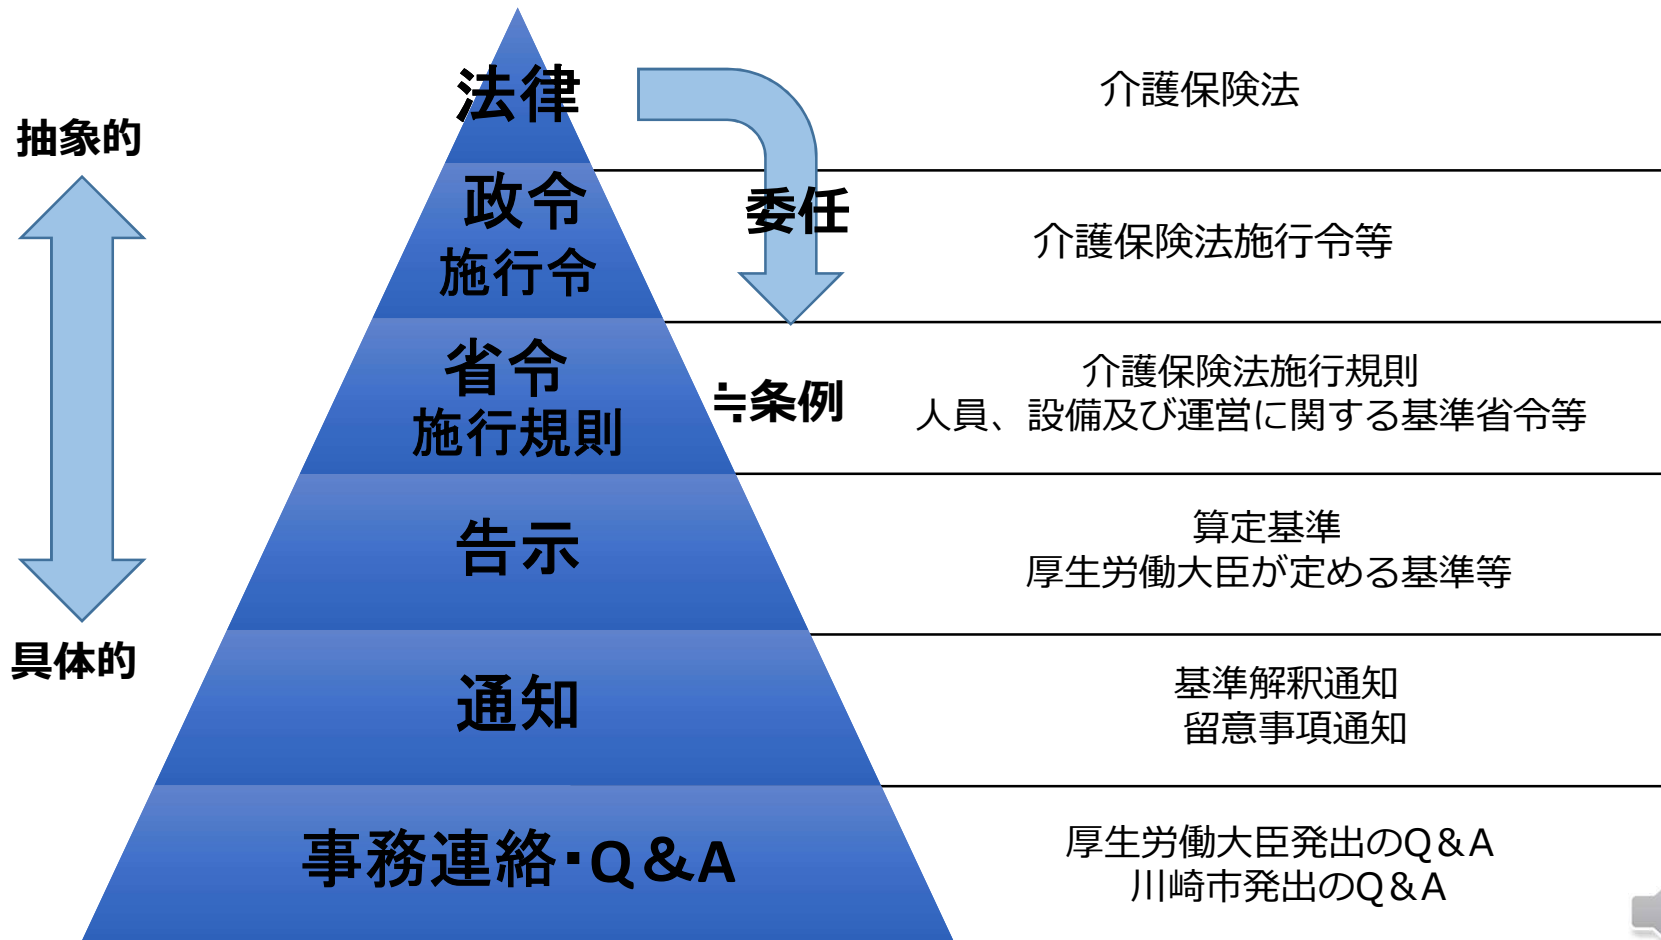 法律
介護保険法
抽象的
政令
施行令
委任
介護保険法施行令等
省令
施行規則
≒条例
介護保険法施行規則
人員、設備及び運営に関する基準省令等
告示
算定基準
厚生労働大臣が定める基準等
具体的
通知
基準解釈通知
留意事項通知
事務連絡・Q&A
厚生労働大臣発出のQ&A
川崎市発出のQ&A